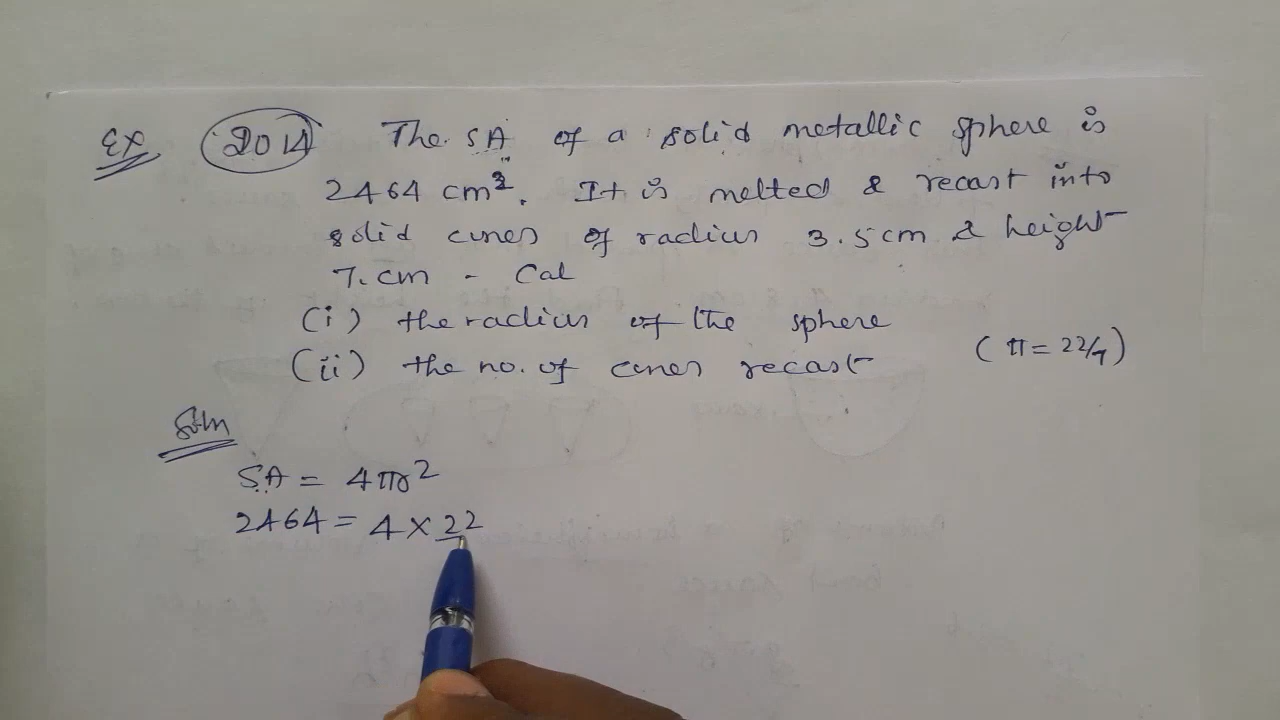 Ex 2014 The SA of a solid metallic sphere is
2464 cm². It is melted & recast into
solid cones of radius 3.5cm & height
7.cm - Cal
(i) the radius of the sphere
(ii) the no. of cones recast (π = 22/7)
Soln
SA = 4πr²
2464 = 4 × 22